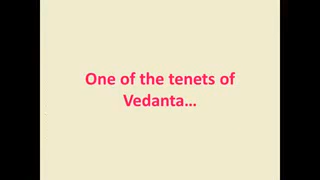 One of the tenets of
Vedanta…